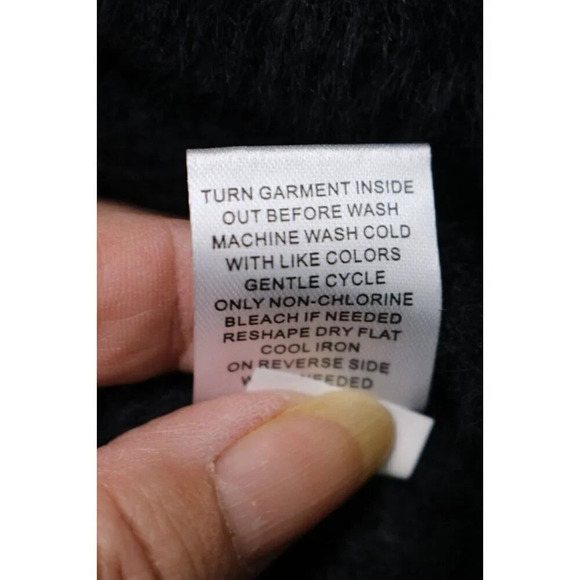 TURN GARMENT INSIDE
OUT BEFORE WASH
MACHINE WASH COLD
WITH LIKE COLORS
GENTLE CYCLE
ONLY NON-CHLORINE
BLEACH IF NEEDED
RESHAPE DRY FLAT
COOL IRON
ON REVERSE SIDE
NEEDED